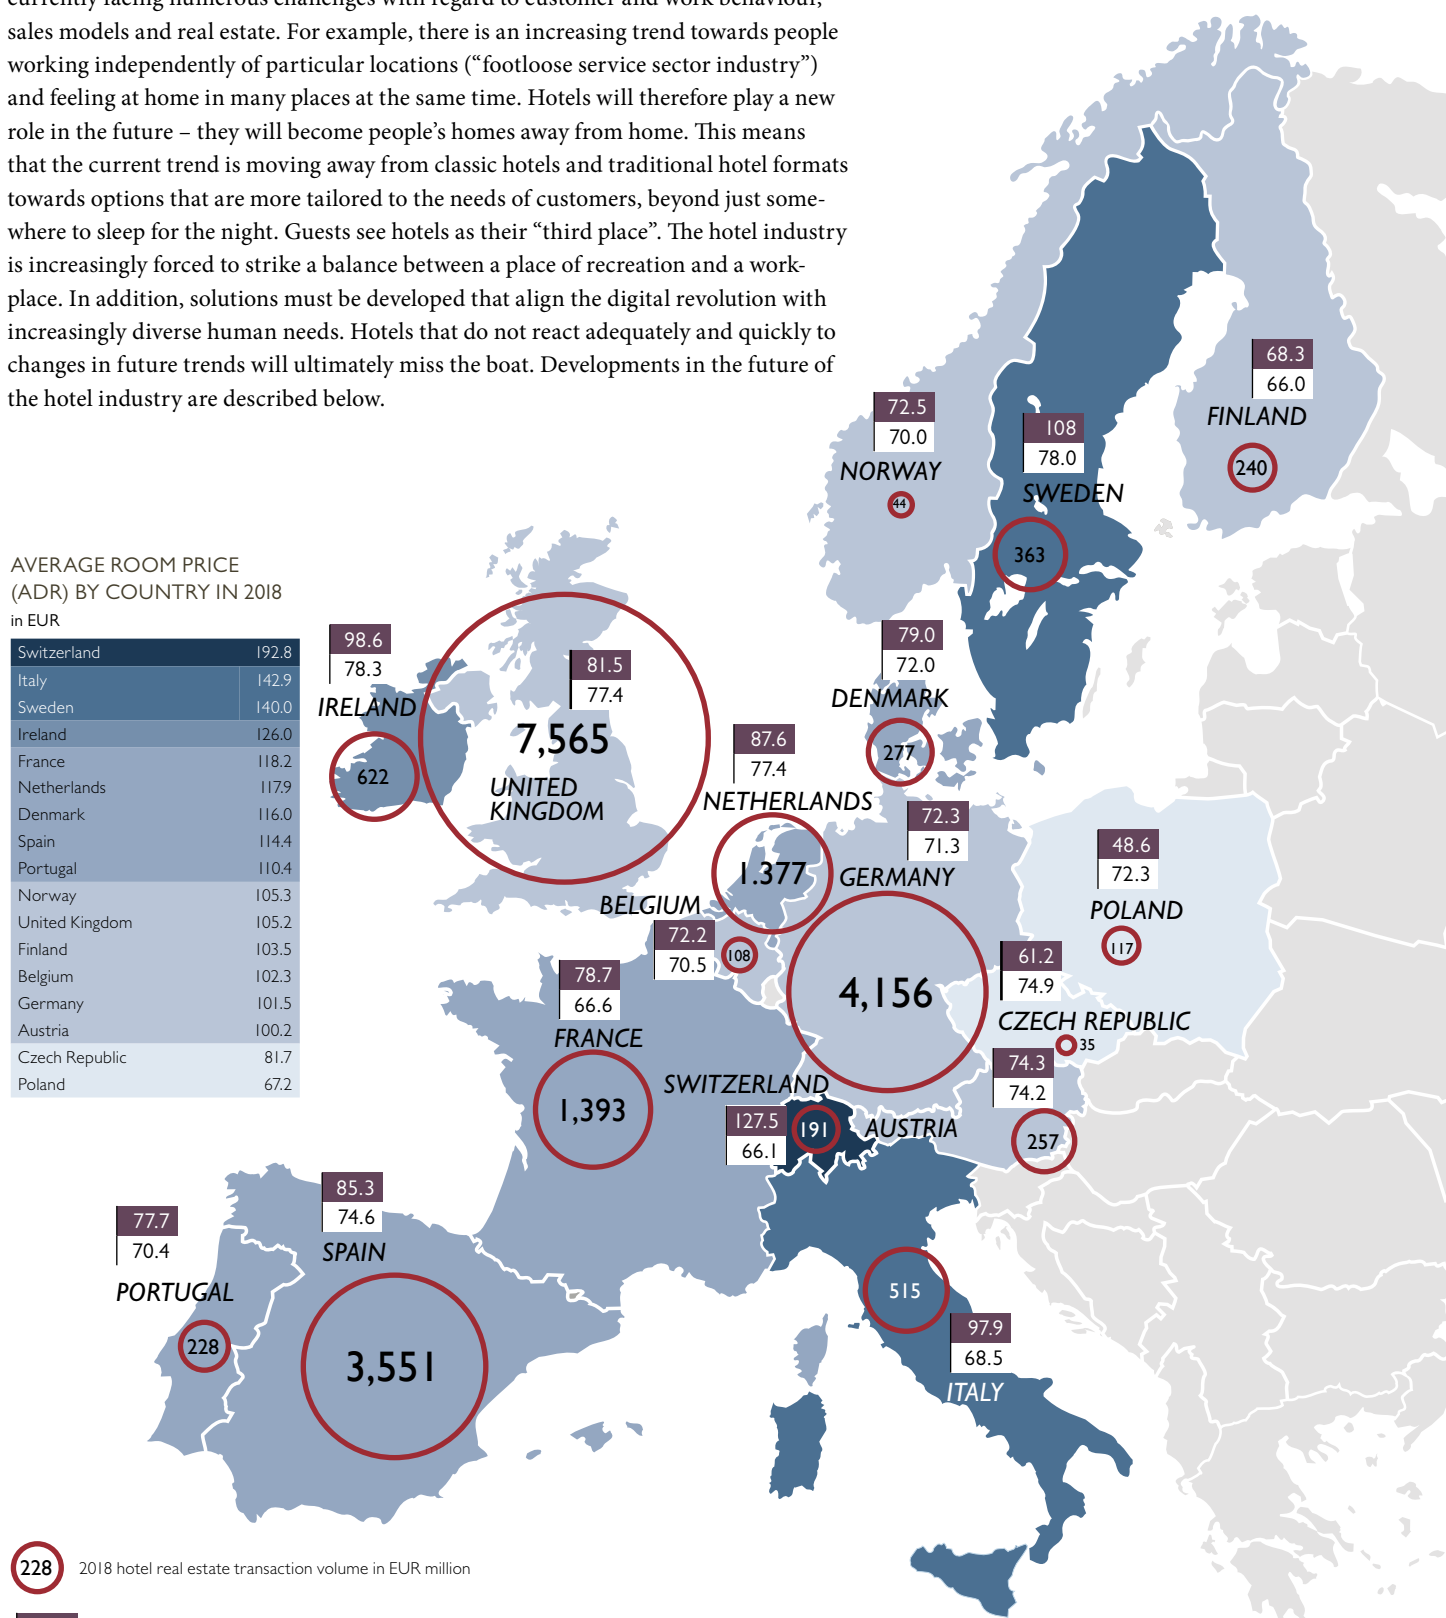 currently facing numerous challenges with regard to customer and work behaviour,
sales models and real estate. For example, there is an increasing trend towards people
working independently of particular locations (“footloose service sector industry”)
and feeling at home in many places at the same time. Hotels will therefore play a new
role in the future – they will become people’s homes away from home. This means
that the current trend is moving away from classic hotels and traditional hotel formats
towards options that are more tailored to the needs of customers, beyond just some-
where to sleep for the night. Guests see hotels as their “third place”. The hotel industry
is increasingly forced to strike a balance between a place of recreation and a work-
place. In addition, solutions must be developed that align the digital revolution with
increasingly diverse human needs. Hotels that do not react adequately and quickly to
changes in future trends will ultimately miss the boat. Developments in the future of
the hotel industry are described below.
68.3
66.0
FINLAND
240
72.5
70.0
NORWAY
44
108
78.0
SWEDEN
363
AVERAGE ROOM PRICE
(ADR) BY COUNTRY IN 2018
in EUR
Switzerland 192.8
Italy 142.9
Sweden 140.0
Ireland 126.0
France 118.2
Netherlands 117.9
Denmark 116.0
Spain 114.4
Portugal 110.4
Norway 105.3
United Kingdom 105.2
Finland 103.5
Belgium 102.3
Germany 101.5
Austria 100.2
Czech Republic 81.7
Poland 67.2
98.6
78.3
IRELAND
622
81.5
77.4
7,565
UNITED
KINGDOM
79.0
72.0
DENMARK
277
87.6
77.4
NETHERLANDS
1.377
72.3
71.3
GERMANY
4,156
48.6
72.3
POLAND
117
BELGIUM
72.2
70.5
108
61.2
74.9
CZECH REPUBLIC
35
78.7
66.6
FRANCE
1,393
74.3
74.2
AUSTRIA
257
SWITZERLAND
127.5
66.1
191
85.3
74.6
SPAIN
3,551
77.7
70.4
PORTUGAL
228
515
97.9
68.5
ITALY
228 2018 hotel real estate transaction volume in EUR million